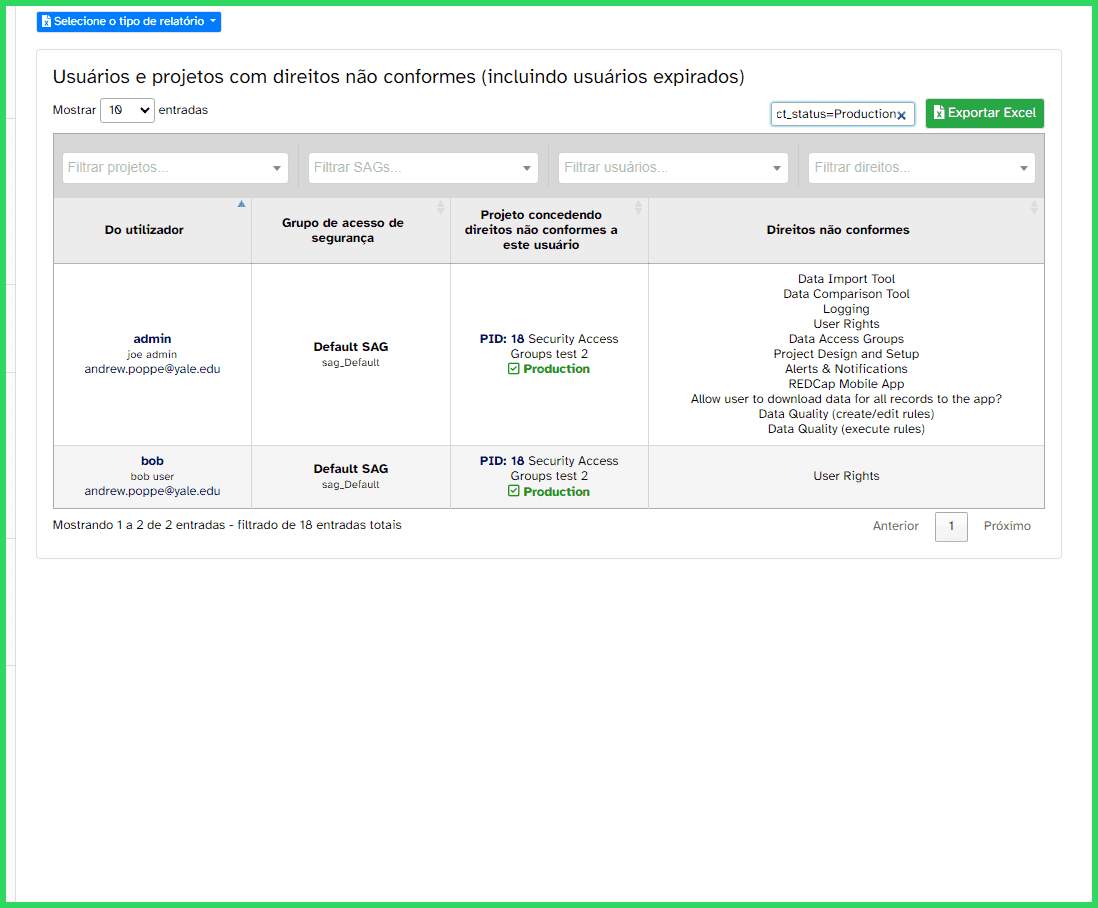 Selecione o tipo de relatório
Usuários e projetos com direitos não conformes (incluindo usuários expirados)
Mostrar 10 entradas
ct_status=Production
Exportar Excel
Filtrar projetos...
Filtrar SAGs...
Filtrar usuários...
Filtrar direitos...
Do utilizador
Grupo de acesso de
segurança
Projeto concedendo
direitos não conformes a
este usuário
Direitos não conformes
admin
joe admin
andrew.poppe@yale.edu
Default SAG
sag_Default
PID: 18 Security Access
Groups test 2
Production
Data Import Tool
Data Comparison Tool
Logging
User Rights
Data Access Groups
Project Design and Setup
Alerts & Notifications
REDCap Mobile App
Allow user to download data for all records to the app?
Data Quality (create/edit rules)
Data Quality (execute rules)
bob
bob user
andrew.poppe@yale.edu
Default SAG
sag_Default
PID: 18 Security Access
Groups test 2
Production
User Rights
Mostrando 1 a 2 de 2 entradas - filtrado de 18 entradas totais
Anterior 1 Próximo